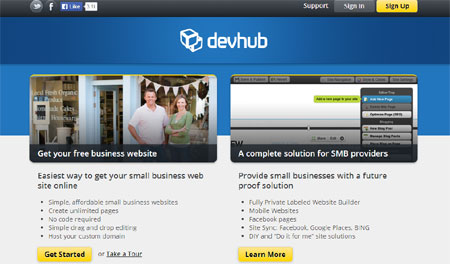 Like
Support
Sign In
Sign Up
devhub
Get your free business website
Easiest way to get your small business web
site online
Simple, affordable small business websites
Create unlimited pages
No code required
Simple drag and drop editing
Host your custom domain
Get Started or Take a Tour
Add New Page
A complete solution for SMB providers
Provide small businesses with a future
proof solution
Fully Private Labeled Website Builder
Mobile Websites
Facebook pages
Site Sync: Facebook, Google Places, BING
DIY and "Do it for me" site solutions
Learn More